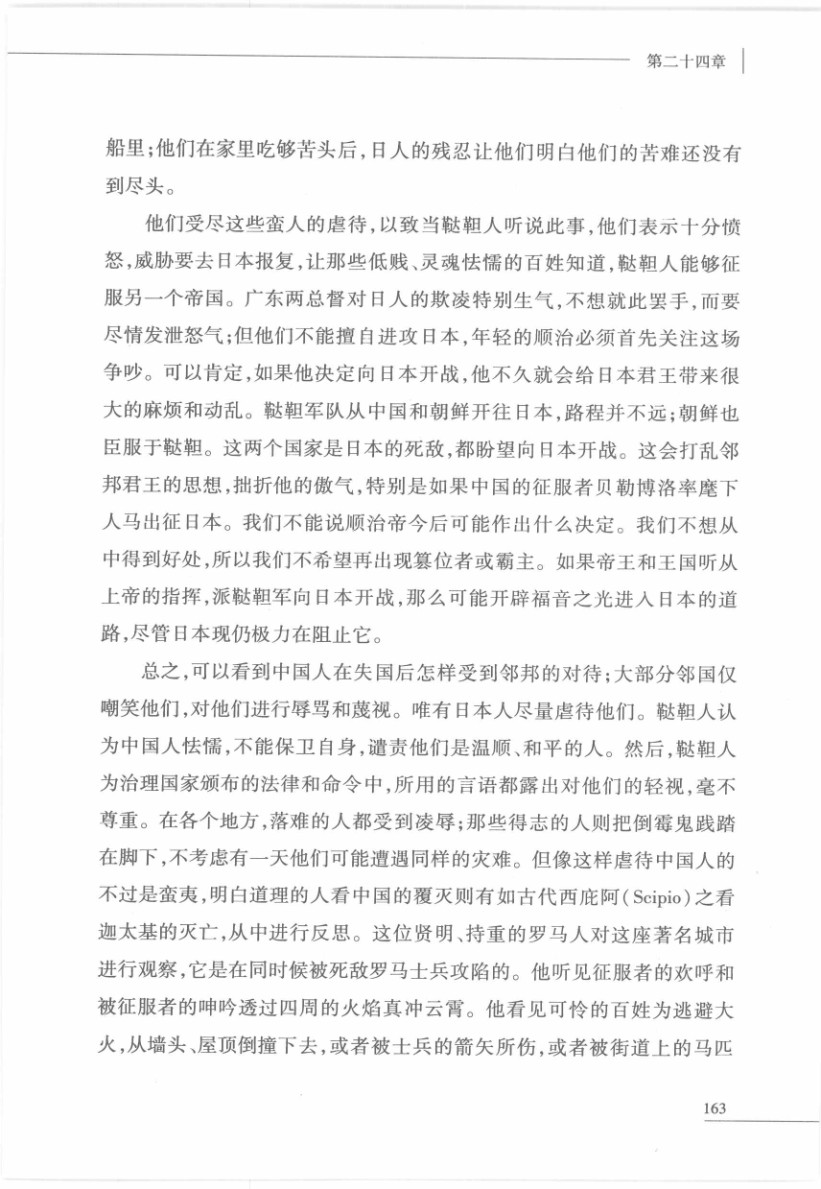 第二十四章
船里;他们在家里吃够苦头后,日人的残忍让他们明白他们的苦难还没有
到尽头。
他们受尽这些蛮人的虐待,以致当鞑靼人听说此事,他们表示十分愤
怒,威胁要去日本报复,让那些低贱、灵魂怯懦的百姓知道,鞑靼人能够征
服另一个帝国。广东两总督对日人的欺凌特别生气,不想就此罢手,而要
尽情发泄怒气;但他们不能擅自进攻日本,年轻的顺治必须首先关注这场
争吵。可以肯定,如果他决定向日本开战,他不久就会给日本君王带来很
大的麻烦和动乱。鞑靼军队从中国和朝鲜开往日本,路程并不远;朝鲜也
臣服于鞑靼。这两个国家是日本的死敌,都盼望向日本开战。这会打乱邻
邦君王的思想,拙折他的傲气,特别是如果中国的征服者贝勒博洛率麾下
人马出征日本。我们不能说顺治帝今后可能作出什么决定。我们不想从
中得到好处,所以我们不希望再出现篡位者或霸主。如果帝王和王国听从
上帝的指挥,派鞑靼军向日本开战,那么可能开辟福音之光进入日本的道
路,尽管日本现仍极力在阻止它。
总之,可以看到中国人在失国后怎样受到邻邦的对待;大部分邻国仅
嘲笑他们,对他们进行辱骂和蔑视。唯有日本人尽量虐待他们。鞑靼人认
为中国人怯懦,不能保卫自身,谴责他们是温顺、和平的人。然后,鞑靼人
为治理国家颁布的法律和命令中,所用的言语都露出对他们的轻视,毫不
尊重。在各个地方,落难的人都受到凌辱;那些得志的人则把倒霉鬼践踏
在脚下,不考虑有一天他们可能遭遇同样的灾难。但像这样虐待中国人的
不过是蛮夷,明白道理的人看中国的覆灭则有如古代西庇阿(Scipio)之看
迦太基的灭亡,从中进行反思。这位贤明、持重的罗马人对这座著名城市
进行观察,它是在同时候被死敌罗马士兵攻陷的。他听见征服者的欢呼和
被征服者的呻吟透过四周的火焰真冲云霄。他看见可怜的百姓为逃避大
火,从墙头、屋顶倒撞下去,或者被士兵的箭矢所伤,或者被街道上的马匹
163